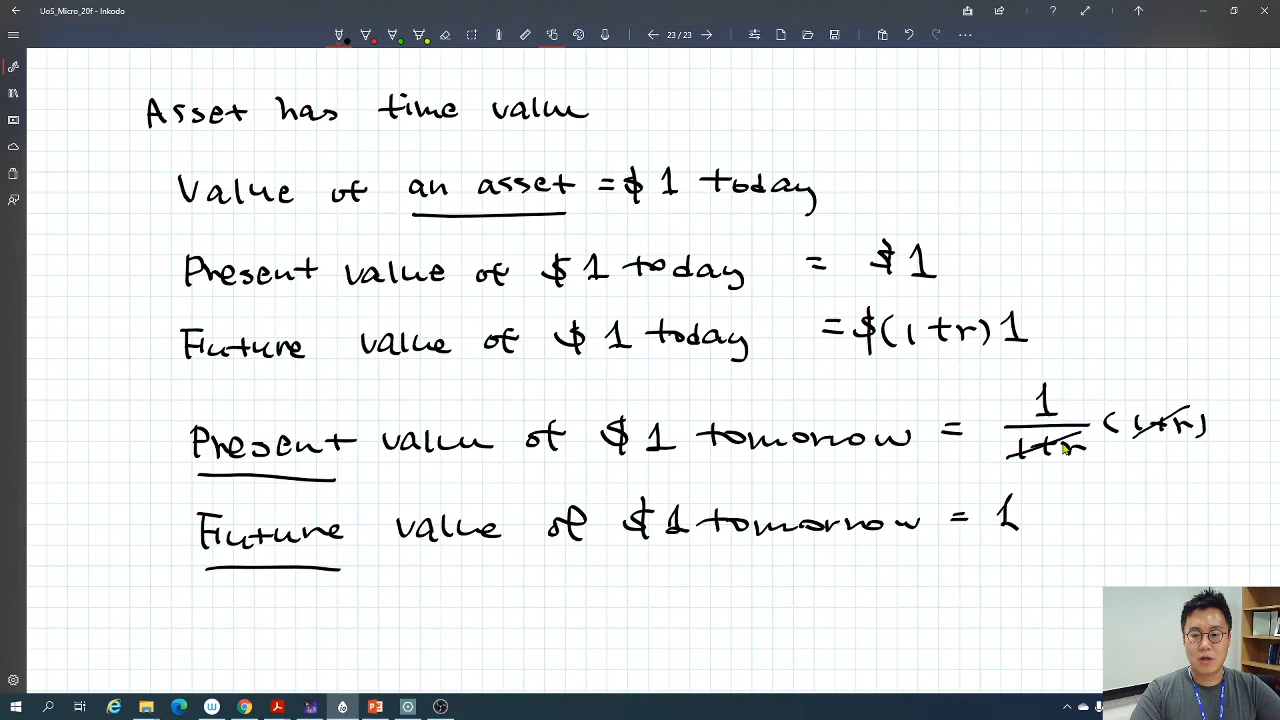 UoS_Micro_20f - Inkodo
23/23
Asset has time value
Value of an asset = $1 today
Present value of $1 today = $1
Future value of $1 today = $(1+r)1
Present value of $1 tomorrow = 1/(1+r) (1+r)
Future value of $1 tomorrow = 1